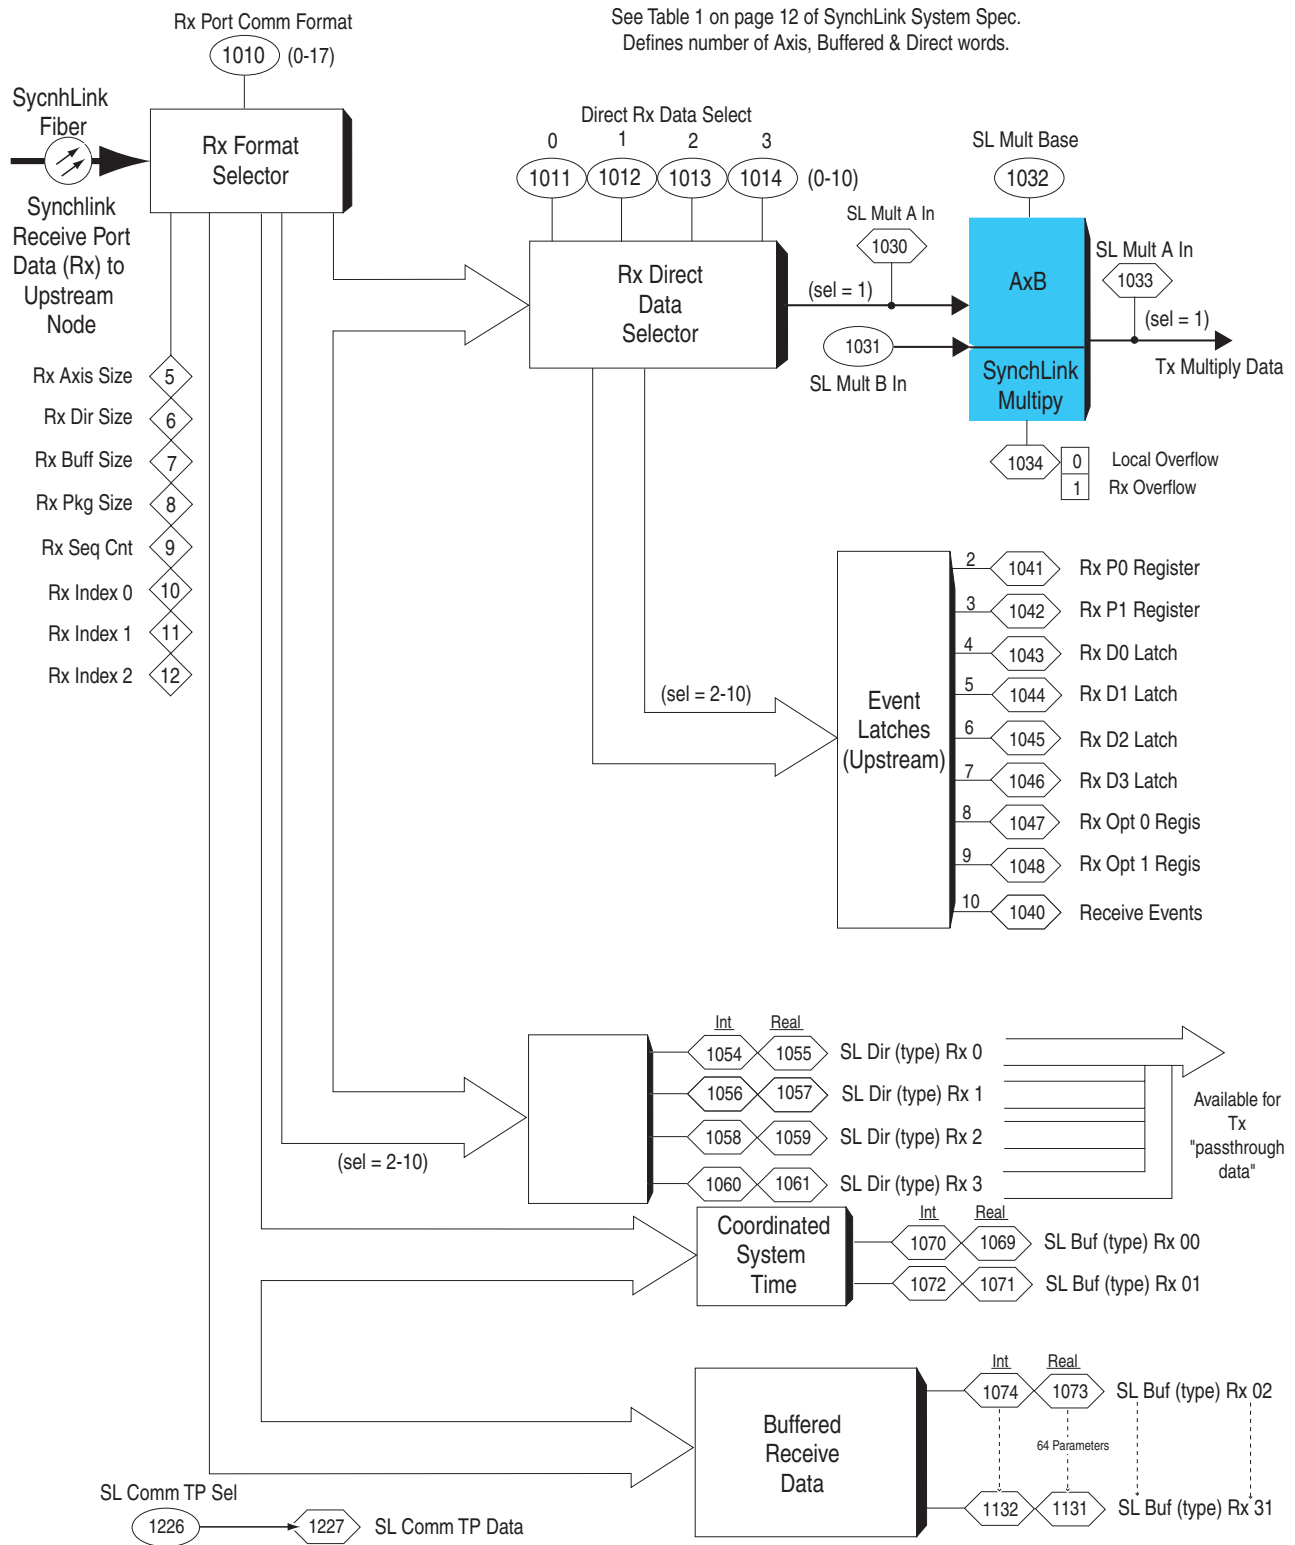 See Table 1 on page 12 of SynchLink System Spec.
Defines number of Axis, Buffered & Direct words.
Rx Port Comm Format
1010 (0-17)
SycnhLink
Fiber
Rx Format
Selector
Synchlink
Receive Port
Data (Rx) to
Upstream
Node
Rx Axis Size 5
Rx Dir Size 6
Rx Buff Size 7
Rx Pkg Size 8
Rx Seq Cnt 9
Rx Index 0 10
Rx Index 1 11
Rx Index 2 12
Direct Rx Data Select
0 1 2 3
1011 1012 1013 1014 (0-10)
Rx Direct
Data
Selector
(sel = 1)
SL Mult A In
1030
1031
SL Mult B In
SL Mult Base
1032
AxB
SynchLink
Multipy
SL Mult A In
1033
(sel = 1)
Tx Multiply Data
1034 0 Local Overflow
1 Rx Overflow
(sel = 2-10)
Event
Latches
(Upstream)
2 1041 Rx P0 Register
3 1042 Rx P1 Register
4 1043 Rx D0 Latch
5 1044 Rx D1 Latch
6 1045 Rx D2 Latch
7 1046 Rx D3 Latch
8 1047 Rx Opt 0 Regis
9 1048 Rx Opt 1 Regis
10 1040 Receive Events
(sel = 2-10)
Int Real
1054 1055 SL Dir (type) Rx 0
1056 1057 SL Dir (type) Rx 1
1058 1059 SL Dir (type) Rx 2
1060 1061 SL Dir (type) Rx 3
Available for
Tx
"passthrough
data"
Coordinated
System
Time
Int Real
1070 1069 SL Buf (type) Rx 00
1072 1071 SL Buf (type) Rx 01
Buffered
Receive
Data
Int Real
1074 1073 SL Buf (type) Rx 02
64 Parameters
1132 1131 SL Buf (type) Rx 31
SL Comm TP Sel
1226 1227 SL Comm TP Data